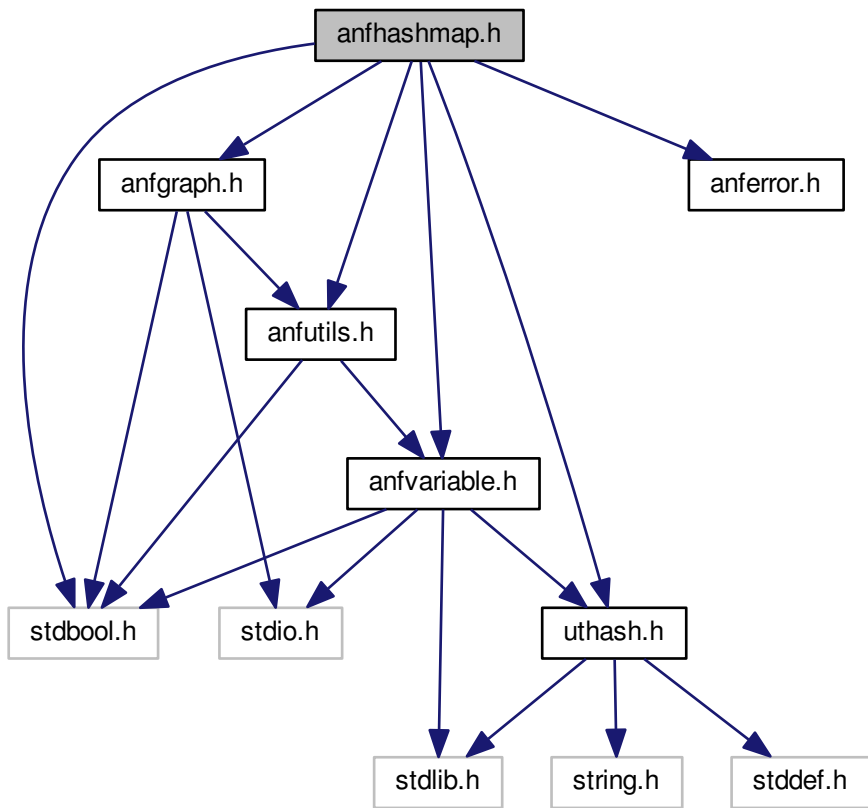 anfhashmap.h
anfgraph.h
anferror.h
anfutils.h
anfvariable.h
stdbool.h
stdio.h
uthash.h
stdlib.h
string.h
stddef.h